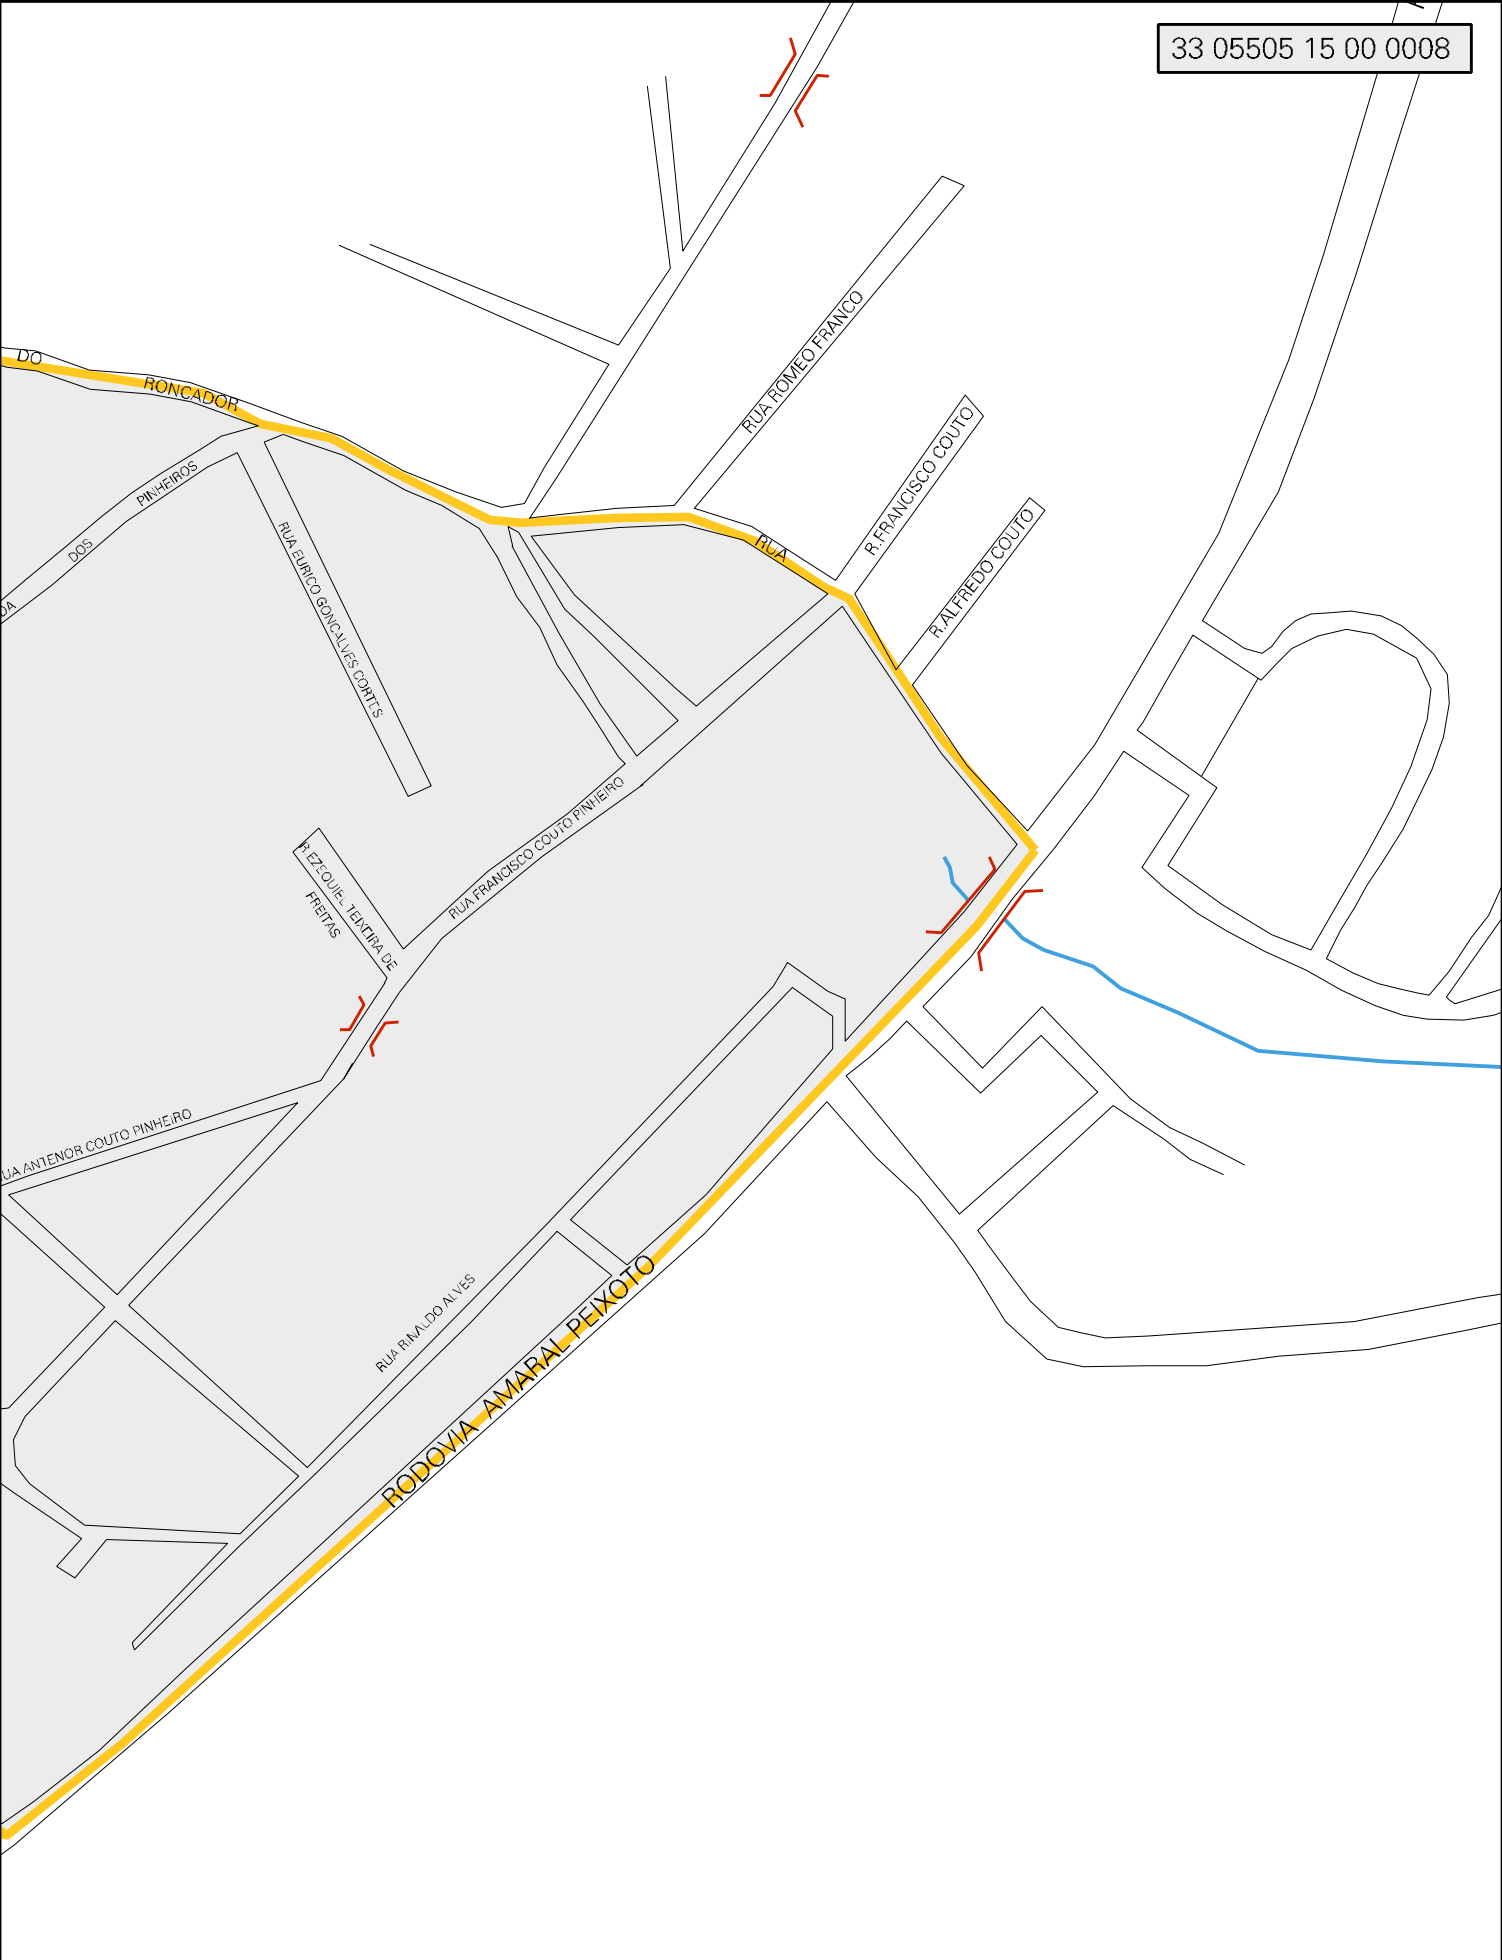 33 05505 15 00 0008
RUA ROMEO FRANCO
DO
RONCADOR
R.FRANCISCO COUTO
PINHEIROS
DOS
DA
RUA
R.ALFREDO COUTO
RUA EURICO GONCALVES CORTES
RUA FRANCISCO COUTO PINHEIRO
R.EZEQUIEL TEIXEIRA DE
FREITAS
UA ANTENOR COUTO PINHEIRO
RUA RINALDO ALVES
RODOVIA AMARAL PEIXOTO